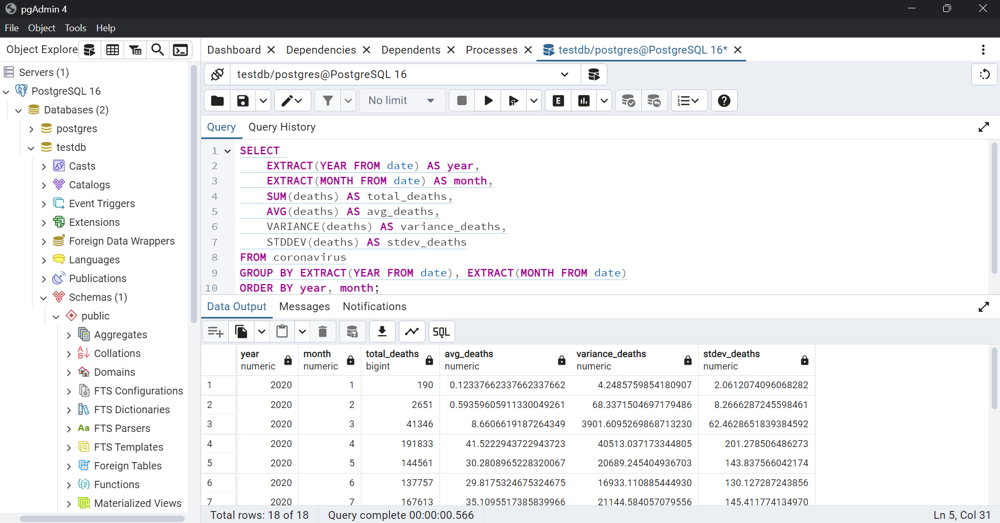 pgAdmin 4
File Object Tools Help
Object Explore
Dashboard Dependencies Dependents Processes testdb/postgres@PostgreSQL 16*
Servers (1)
PostgreSQL 16
Databases (2)
postgres
testdb
Casts
Catalogs
Event Triggers
Extensions
Foreign Data Wrappers
Languages
Publications
Schemas (1)
public
Aggregates
Collations
Domains
FTS Configurations
FTS Dictionaries
Aa FTS Parsers
FTS Templates
Foreign Tables
Functions
Materialized Views
testdb/postgres@PostgreSQL 16
No limit E
Query Query History
1 SELECT
2 EXTRACT(YEAR FROM date) AS year,
3 EXTRACT(MONTH FROM date) AS month,
4 SUM(deaths) AS total_deaths,
5 AVG(deaths) AS avg_deaths,
6 VARIANCE(deaths) AS variance_deaths,
7 STDDEV(deaths) AS stdev_deaths
8 FROM coronavirus
9 GROUP BY EXTRACT(YEAR FROM date), EXTRACT(MONTH FROM date)
10 ORDER BY year, month;
Data Output Messages Notifications
SQL
year month total_deaths avg_deaths variance_deaths stdev_deaths
numeric numeric bigint numeric numeric numeric
1 2020 1 190 0.12337662337662337662 4.2485759854180907 2.0612074096068282
2 2020 2 2651 0.59359605911330049261 68.3371504697179486 8.2666287245598461
3 2020 3 41346 8.6606619187264349 3901.6095269868713230 62.4628651839384592
4 2020 4 191833 41.5222943722943723 40513.037173344805 201.278506486273
5 2020 5 144561 30.2808965228320067 20689.245404936703 143.837566042174
6 2020 6 137757 29.8175324675324675 16933.110885444930 130.127287243856
7 2020 7 167613 35.1095517385839966 21144.584057079556 145.411774134970
Total rows: 18 of 18 Query complete 00:00:00.566 Ln 5, Col 31